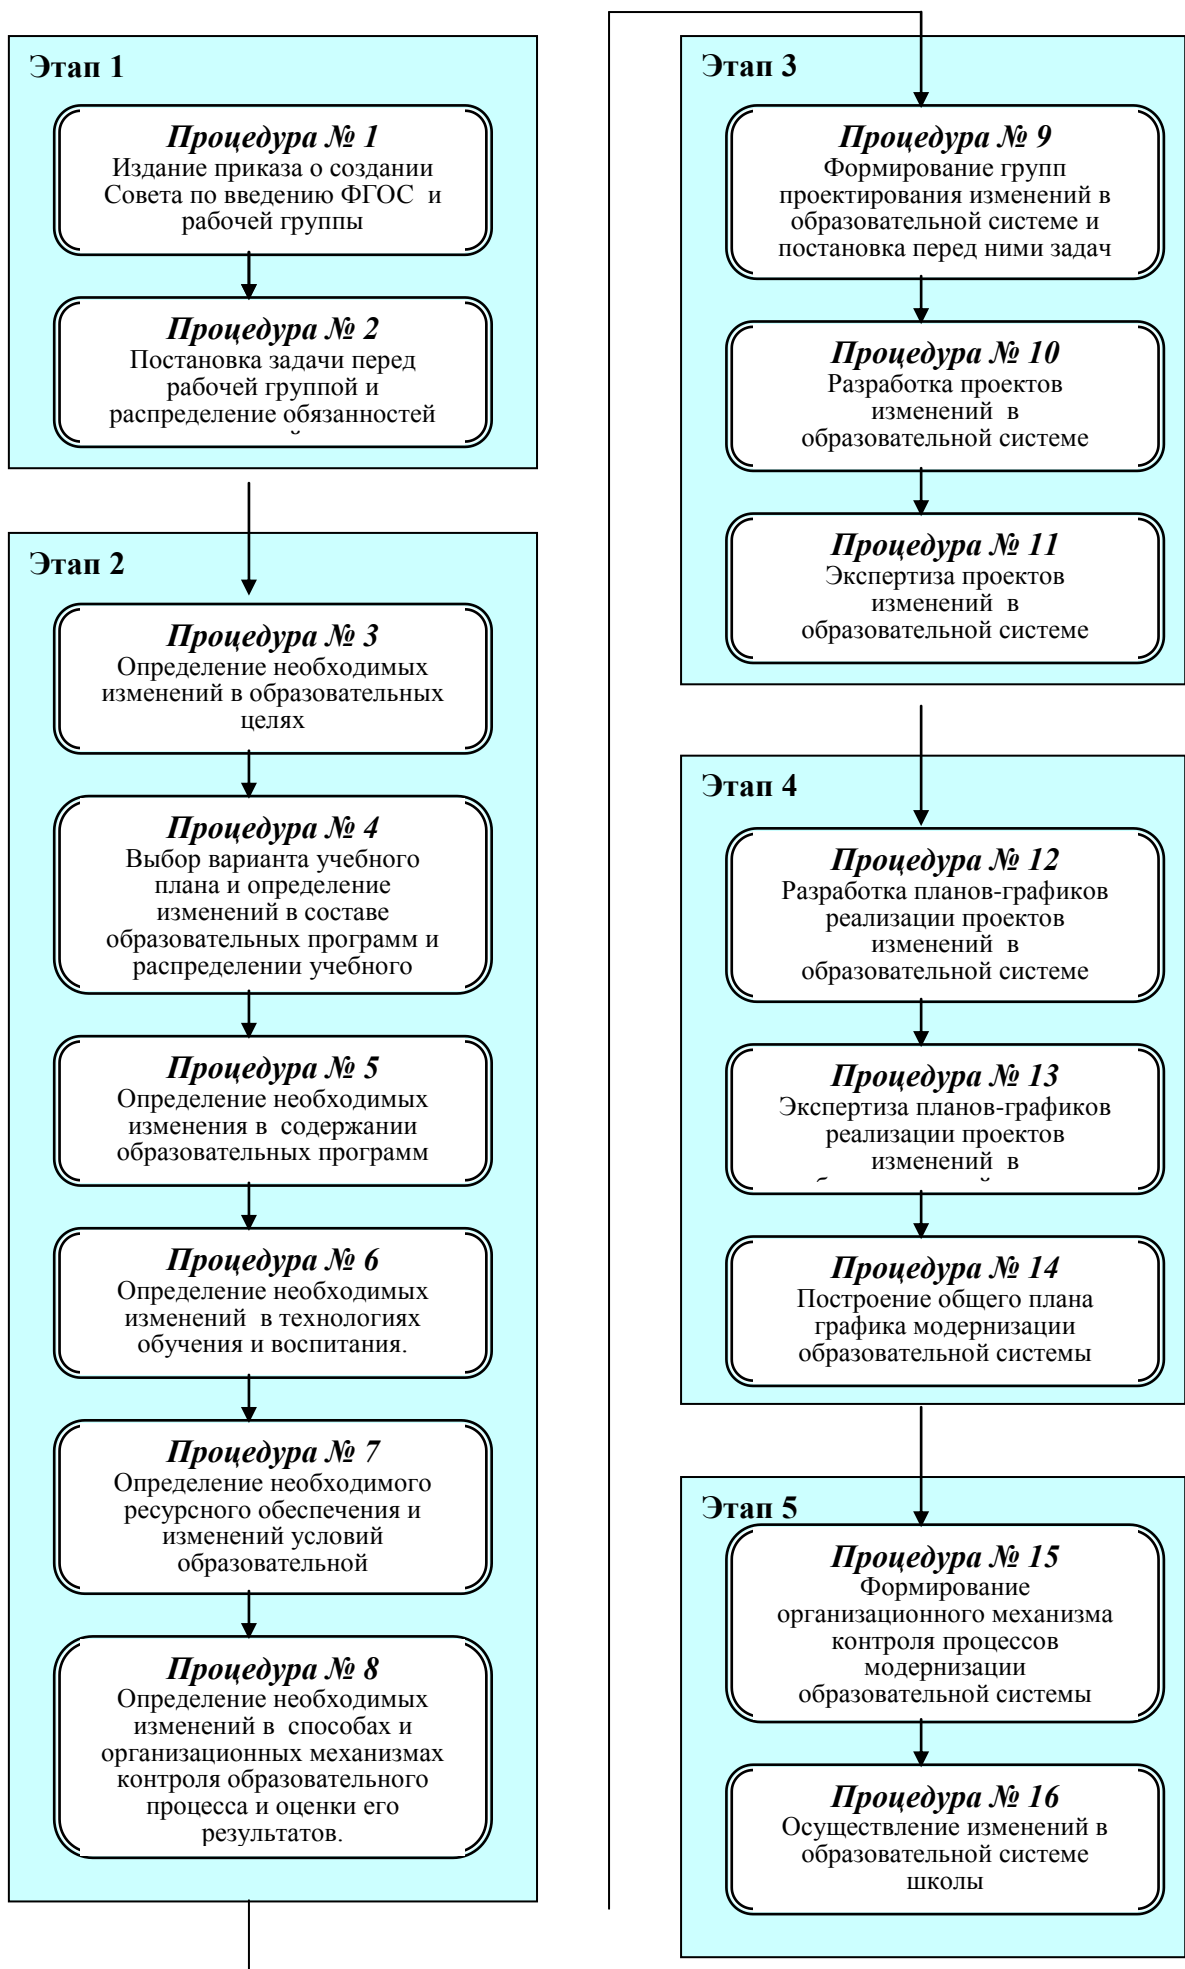 Этап 1
Процедура № 1
Издание приказа о создании
Совета по введению ФГОС и
рабочей группы
Процедура № 2
Постановка задачи перед
рабочей группой и
распределение обязанностей
Этап 2
Процедура № 3
Определение необходимых
изменений в образовательных
целях
Процедура № 4
Выбор варианта учебного
плана и определение
изменений в составе
образовательных программ и
распределении учебного
Процедура № 5
Определение необходимых
изменения в содержании
образовательных программ
Процедура № 6
Определение необходимых
изменений в технологиях
обучения и воспитания.
Процедура № 7
Определение необходимого
ресурсного обеспечения и
изменений условий
образовательной
Процедура № 8
Определение необходимых
изменений в способах и
организационных механизмах
контроля образовательного
процесса и оценки его
результатов.
Этап 3
Процедура № 9
Формирование групп
проектирования изменений в
образовательной системе и
постановка перед ними задач
Процедура № 10
Разработка проектов
изменений в
образовательной системе
Процедура № 11
Экспертиза проектов
изменений в
образовательной системе
Этап 4
Процедура № 12
Разработка планов-графиков
реализации проектов
изменений в
образовательной системе
Процедура № 13
Экспертиза планов-графиков
реализации проектов
изменений в
Процедура № 14
Построение общего плана
графика модернизации
образовательной системы
Этап 5
Процедура № 15
Формирование
организационного механизма
контроля процессов
модернизации
образовательной системы
Процедура № 16
Осуществление изменений в
образовательной системе
школы